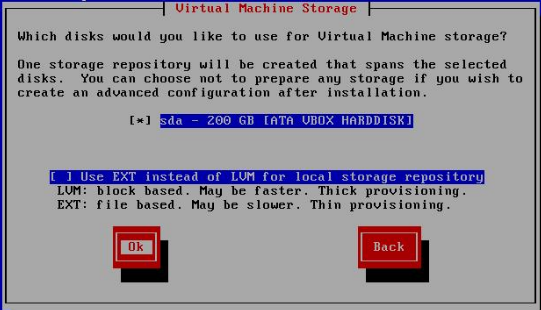 Virtual Machine Storage
Which disks would you like to use for Virtual Machine storage?
One storage repository will be created that spans the selected
disks.  You can choose not to prepare any storage if you wish to
create an advanced configuration after installation.
[*] sda - 200 GB [ATA VBOX HARDDISK]
[ ] Use EXT instead of LVM for local storage repository
LVM: block based. May be faster. Thick provisioning.
EXT: file based. May be slower. Thin provisioning.
Ok Back